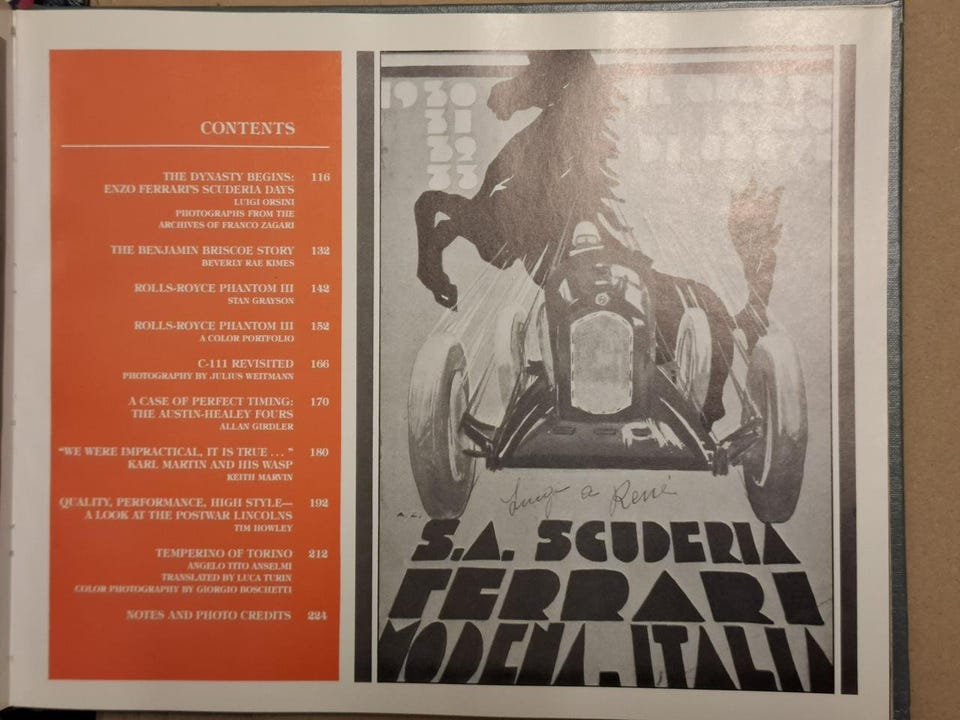 CONTENTS
THE DYNASTY BEGINS: 116
ENZO FERRARI'S SCUDERIA DAYS
LUIGI ORSINI
PHOTOGRAPHS FROM THE
ARCHIVES OF FRANCO ZAGARI
THE BENJAMIN BRISCOE STORY 132
BEVERLY RAE KIMES
ROLLS-ROYCE PHANTOM III 142
STAN GRAYSON
ROLLS-ROYCE PHANTOM III 152
A COLOR PORTFOLIO
C-111 REVISITED 166
PHOTOGRAPHY BY JULIUS WEITMANN
A CASE OF PERFECT TIMING: 170
THE AUSTIN-HEALEY FOURS
ALLAN GIRDLER
"WE WERE IMPRACTICAL, IT IS TRUE . . ." 180
KARL MARTIN AND HIS WASP
KEITH MARVIN
QUALITY, PERFORMANCE, HIGH STYLE— 192
A LOOK AT THE POSTWAR LINCOLNS
TIM HOWLEY
TEMPERINO OF TORINO 212
ANGELO TITO ANSELMI
TRANSLATED BY LUCA TURIN
COLOR PHOTOGRAPHY BY GIORGIO BOSCHETTI
NOTES AND PHOTO CREDITS 224
1930
a René
S.A. SCUDERIA
FERRARI
MODENA. ITALIA